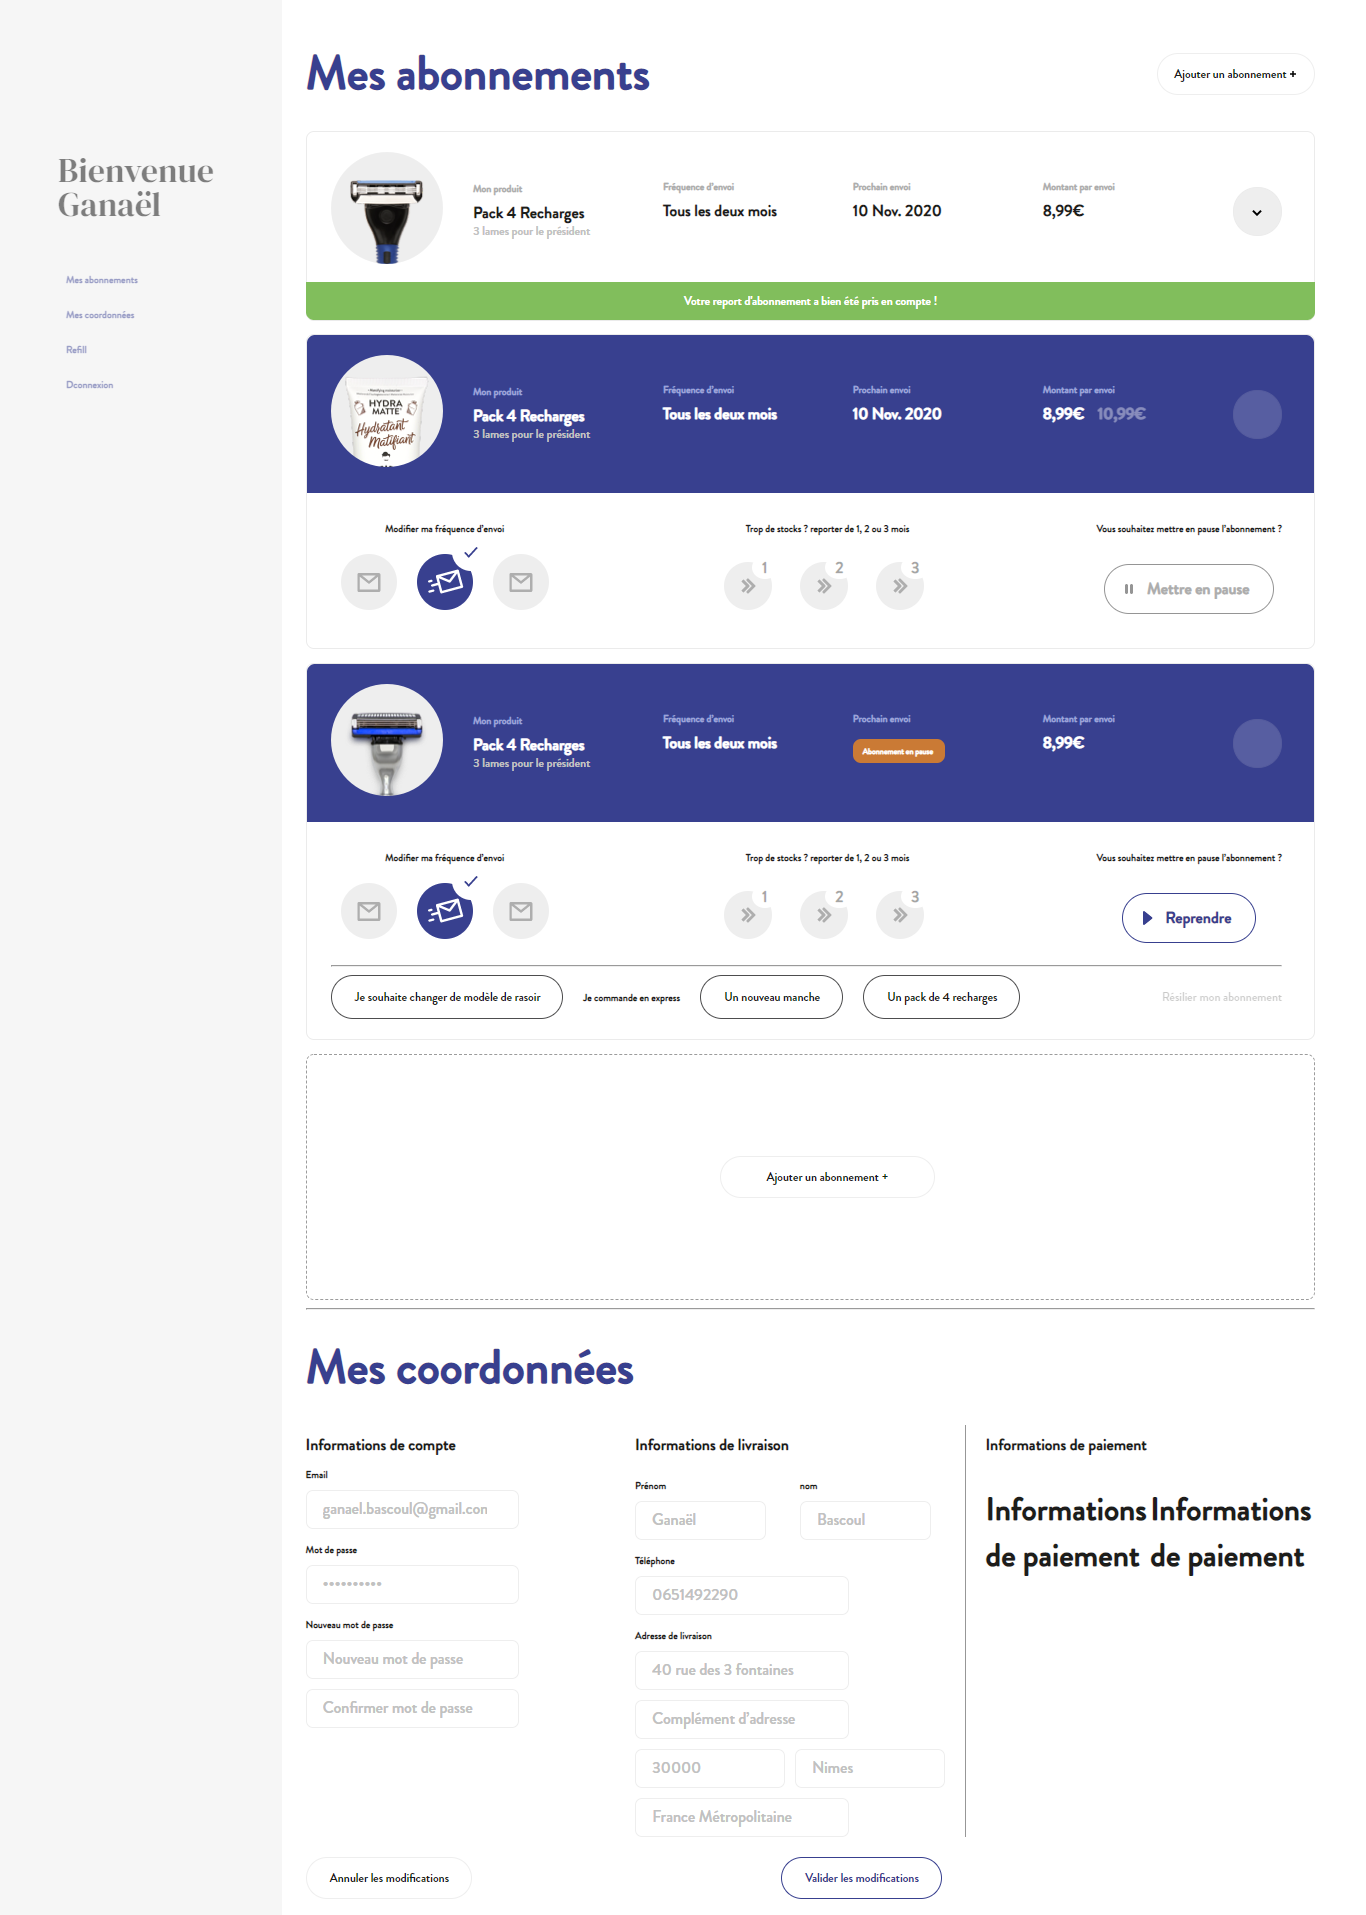 Bienvenue
Ganaël
Mes abonnements
Mes coordonnées
Refill
Dconnexion
Mes abonnements
Ajouter un abonnement +
Mon produit
Pack 4 Recharges
3 lames pour le président
Fréquence d'envoi
Tous les deux mois
Prochain envoi
10 Nov. 2020
Montant par envoi
8,99€
Votre report d'abonnement a bien été pris en compte !
HYDRA
MATTE
Hydratant
Matifiant
Mon produit
Pack 4 Recharges
3 lames pour le président
Fréquence d'envoi
Tous les deux mois
Prochain envoi
10 Nov. 2020
Montant par envoi
8,99€ 10,99€
Modifier ma fréquence d'envoi
Trop de stocks ? reporter de 1, 2 ou 3 mois
1
2
3
Vous souhaitez mettre en pause l'abonnement ?
Mettre en pause
Mon produit
Pack 4 Recharges
3 lames pour le président
Fréquence d'envoi
Tous les deux mois
Prochain envoi
Abonnement en pause
Montant par envoi
8,99€
Modifier ma fréquence d'envoi
Trop de stocks ? reporter de 1, 2 ou 3 mois
1
2
3
Vous souhaitez mettre en pause l'abonnement ?
Reprendre
Je souhaite changer de modèle de rasoir
Je commande en express
Un nouveau manche
Un pack de 4 recharges
Résilier mon abonnement
Ajouter un abonnement +
Mes coordonnées
Informations de compte
Email
ganael.bascoul@gmail.con
Mot de passe
••••••••••
Nouveau mot de passe
Nouveau mot de passe
Confirmer mot de passe
Informations de livraison
Prénom
nom
Ganaël
Bascoul
Téléphone
0651492290
Adresse de livraison
40 rue des 3 fontaines
Complément d'adresse
30000
Nimes
France Métropolitaine
Informations de paiement
Informations
de paiement
Informations
de paiement
Annuler les modifications
Valider les modifications